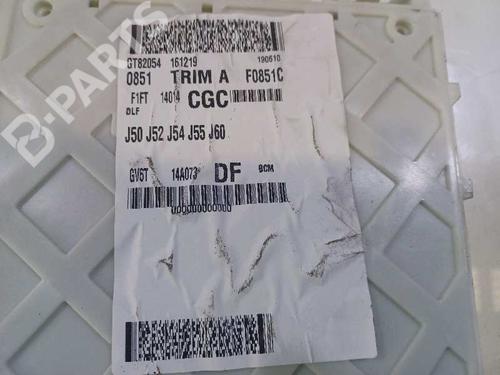 GT82054 161219 190510
0851 TRIM A F0851C
F1FT 14014 CGC
DLF
J50 J52 J54 J55 J60
GV6T 14A073 DF BCM
000000000000
B-PARTS